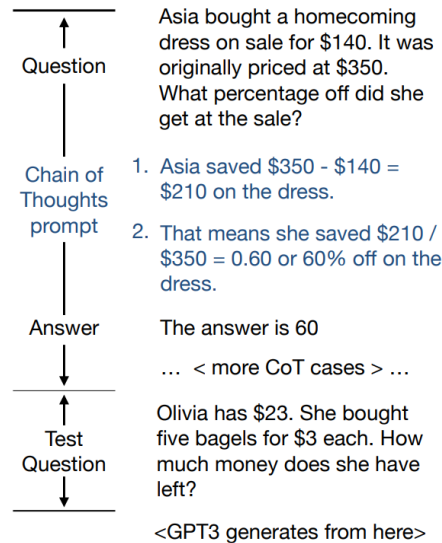 Question
Asia bought a homecoming
dress on sale for $140. It was
originally priced at $350.
What percentage off did she
get at the sale?
Chain of
Thoughts
prompt
1. Asia saved $350 - $140 =
$210 on the dress.
2. That means she saved $210 /
$350 = 0.60 or 60% off on the
dress.
Answer
The answer is 60
... < more CoT cases > ...
Test
Question
Olivia has $23. She bought
five bagels for $3 each. How
much money does she have
left?
<GPT3 generates from here>